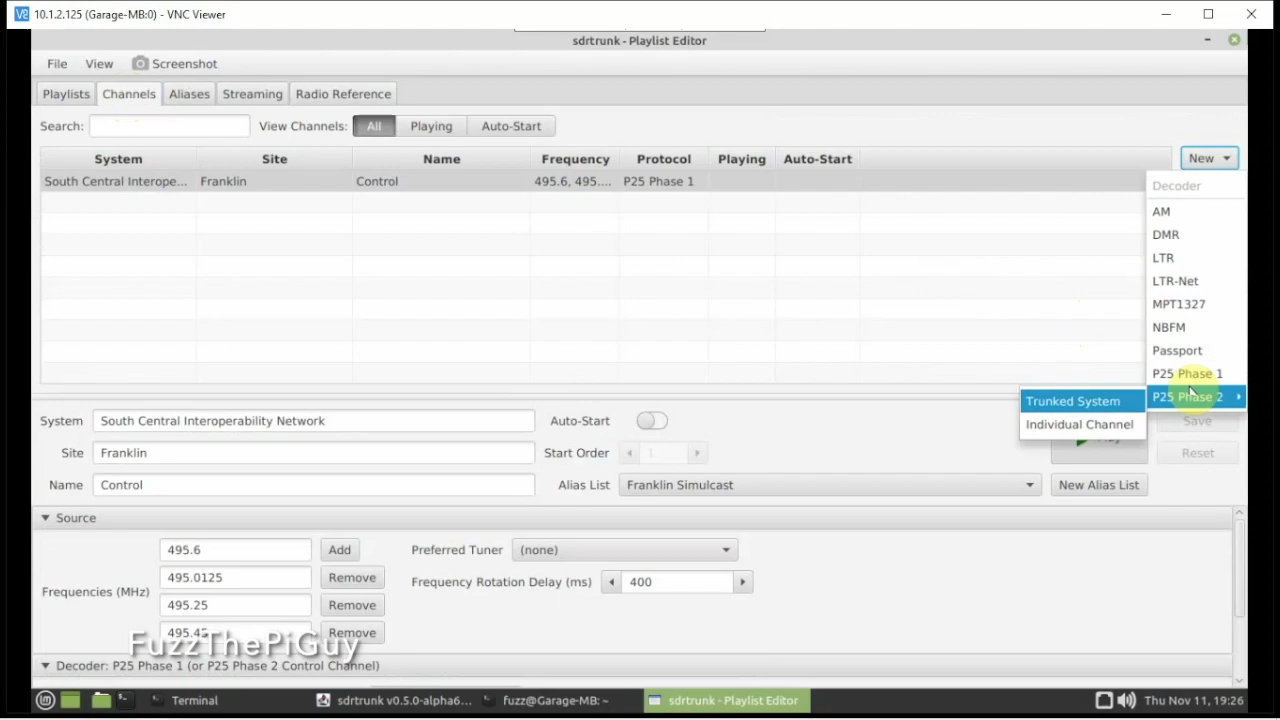 10.1.2.125 (Garage-MB:0) - VNC Viewer
sdrtrunk - Playlist Editor
File View Screenshot
Playlists Channels Aliases Streaming Radio Reference
Search: View Channels: All Playing Auto-Start
System Site Name Frequency Protocol Playing Auto-Start New
South Central Interope... Franklin Control 495.6, 495.... P25 Phase 1
Decoder
AM
DMR
LTR
LTR-Net
MPT1327
NBFM
Passport
P25 Phase 1
P25 Phase 2
Trunked System
Individual Channel
System South Central Interoperability Network Auto-Start Save
Site Franklin Start Order 1 Reset
Name Control Alias List Franklin Simulcast New Alias List
Source
495.6 Add Preferred Tuner (none)
495.0125 Remove Frequency Rotation Delay (ms) 400
Frequencies (MHz)
495.25 Remove
495.45 Remove
FuzzThePiGuy
Decoder: P25 Phase 1 (or P25 Phase 2 Control Channel)
Terminal sdrtrunk v0.5.0-alpha6... fuzz@Garage-MB: ~ sdrtrunk - Playlist Editor Thu Nov 11, 19:26